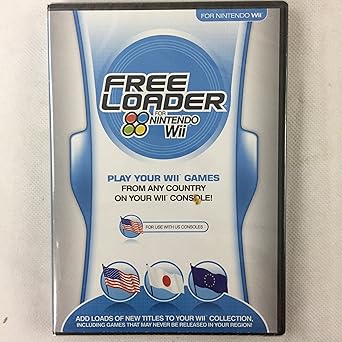 FOR NINTENDO Wii
FREE
LOADER
FOR
NINTENDO
Wii
PLAY YOUR WII GAMES
FROM ANY COUNTRY
ON YOUR WII CONSOLE!
FOR USE WITH US CONSOLES
ADD LOADS OF NEW TITLES TO YOUR WII COLLECTION,
INCLUDING GAMES THAT MAY NEVER BE RELEASED IN YOUR REGION!